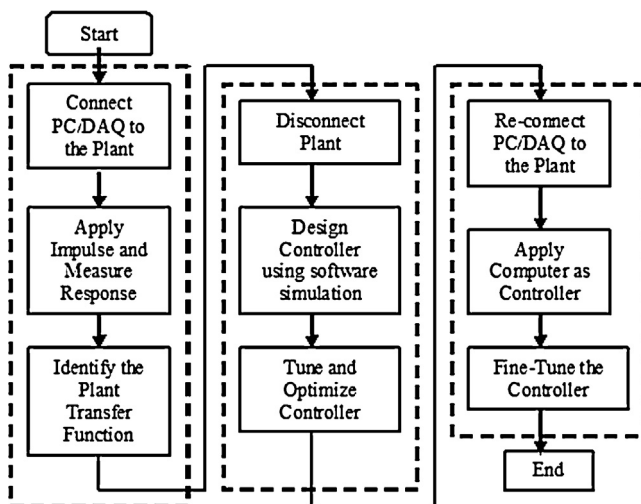 Start
Connect
PC/DAQ to
the Plant
Apply
Impulse and
Measure
Response
Identify the
Plant
Transfer
Function
Disconnect
Plant
Design
Controller
using software
simulation
Tune and
Optimize
Controller
Re-connect
PC/DAQ to
the Plant
Apply
Computer as
Controller
Fine-Tune the
Controller
End